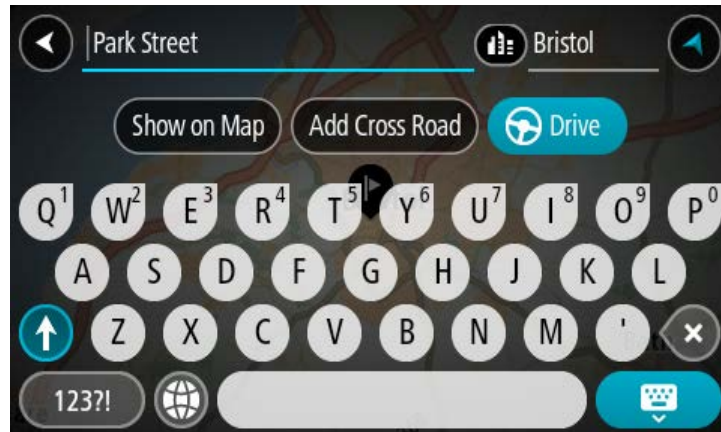 Park Street Bristol
Show on Map Add Cross Road Drive
Q1 W2 E3 R4 T5 Y6 U7 I8 O9 P0
A S D F G H J K L
Z X C V B N M '
123?!